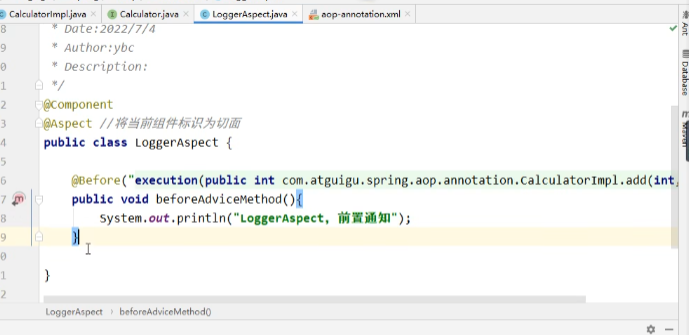 CalculatorImpl.java × Calculator.java × LoggerAspect.java × aop-annotation.xml ×
8 * Date:2022/7/4
9 * Author:ybc
0 * Description:
1 */
2 @Component
3 @Aspect //将当前组件标识为切面
4 public class LoggerAspect {
5
6 @Before("execution(public int com.atguigu.spring.aop.annotation.CalculatorImpl.add(int,
7 public void beforeAdviceMethod(){
8 System.out.println("LoggerAspect, 前置通知");
9 }
0
1 }
2
LoggerAspect › beforeAdviceMethod()
Ant
Database
Maven